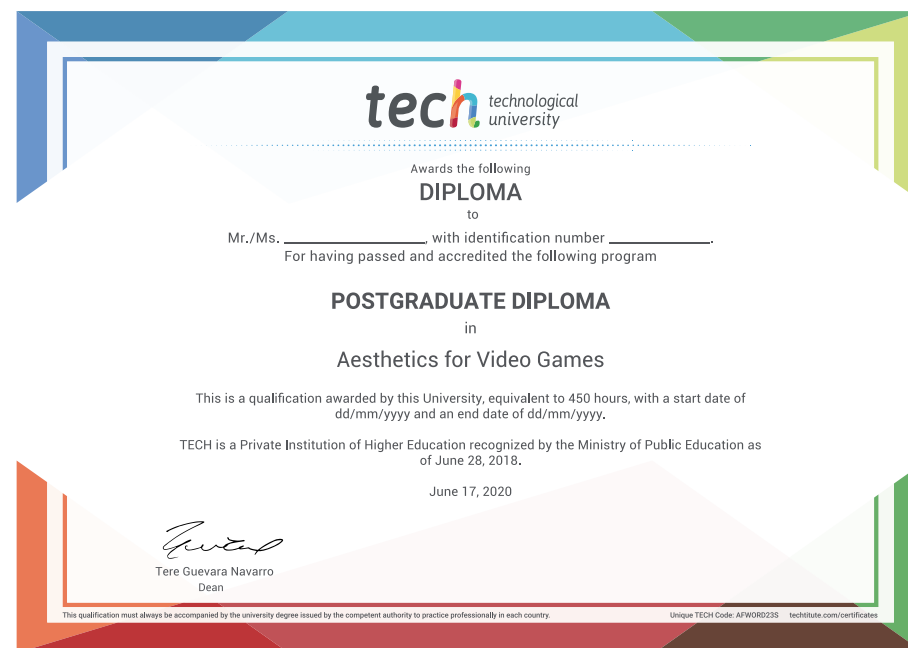 tech technological
university
Awards the following
DIPLOMA
to
Mr./Ms. ____________________, with identification number ______________.
For having passed and accredited the following program
POSTGRADUATE DIPLOMA
in
Aesthetics for Video Games
This is a qualification awarded by this University, equivalent to 450 hours, with a start date of
dd/mm/yyyy and an end date of dd/mm/yyyy.
TECH is a Private Institution of Higher Education recognized by the Ministry of Public Education as
of June 28, 2018.
June 17, 2020
Tere Guevara Navarro
Dean
This qualification must always be accompanied by the university degree issued by the competent authority to practice professionally in each country. Unique TECH Code: AFWORD23S techtitute.com/certificates